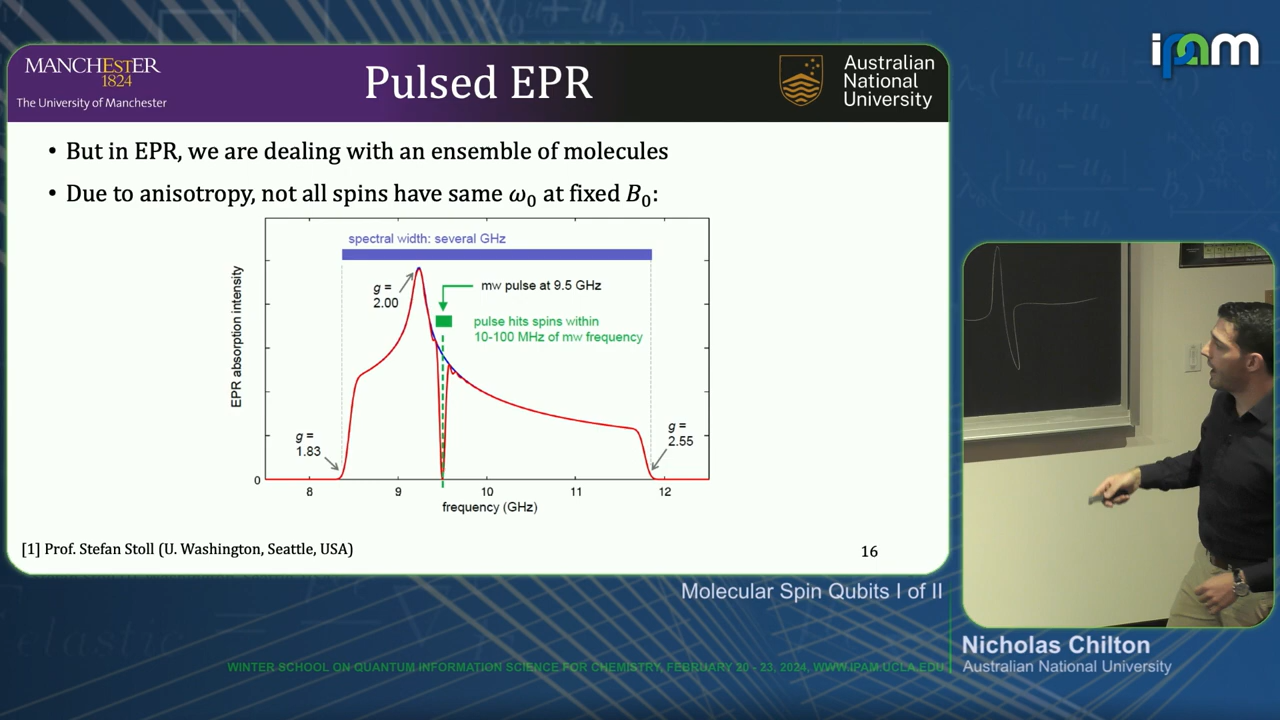 MANCHESTER
1824
The University of Manchester
Pulsed EPR
Australian
National
University
ipam
• But in EPR, we are dealing with an ensemble of molecules
• Due to anisotropy, not all spins have same ω₀ at fixed B₀:
spectral width: several GHz
g =
2.00
mw pulse at 9.5 GHz
pulse hits spins within
10-100 MHz of mw frequency
EPR absorption intensity
g =
1.83
g =
2.55
0
8
9
10
11
12
frequency (GHz)
[1] Prof. Stefan Stoll (U. Washington, Seattle, USA)
16
Molecular Spin Qubits I of II
Nicholas Chilton
Australian National University
WINTER SCHOOL ON QUANTUM INFORMATION SCIENCE FOR CHEMISTRY, FEBRUARY 20 - 23, 2024, WWW.IPAM.UCLA.EDU
elastic